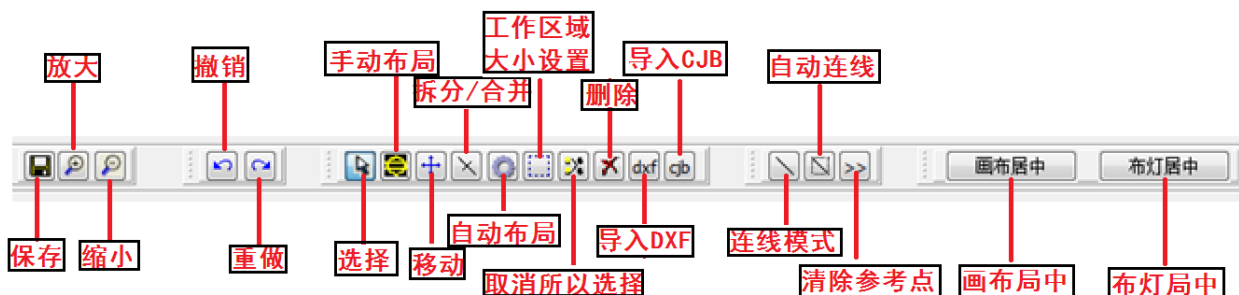 工作区域
大小设置
放大
撤销
手动布局
导入CJB
自动连线
拆分/合并
删除
dxf
cjb
>>
画布居中
布灯居中
保存
缩小
重做
选择
移动
自动布局
取消所以选择
导入DXF
连线模式
清除参考点
画布局中
布灯局中